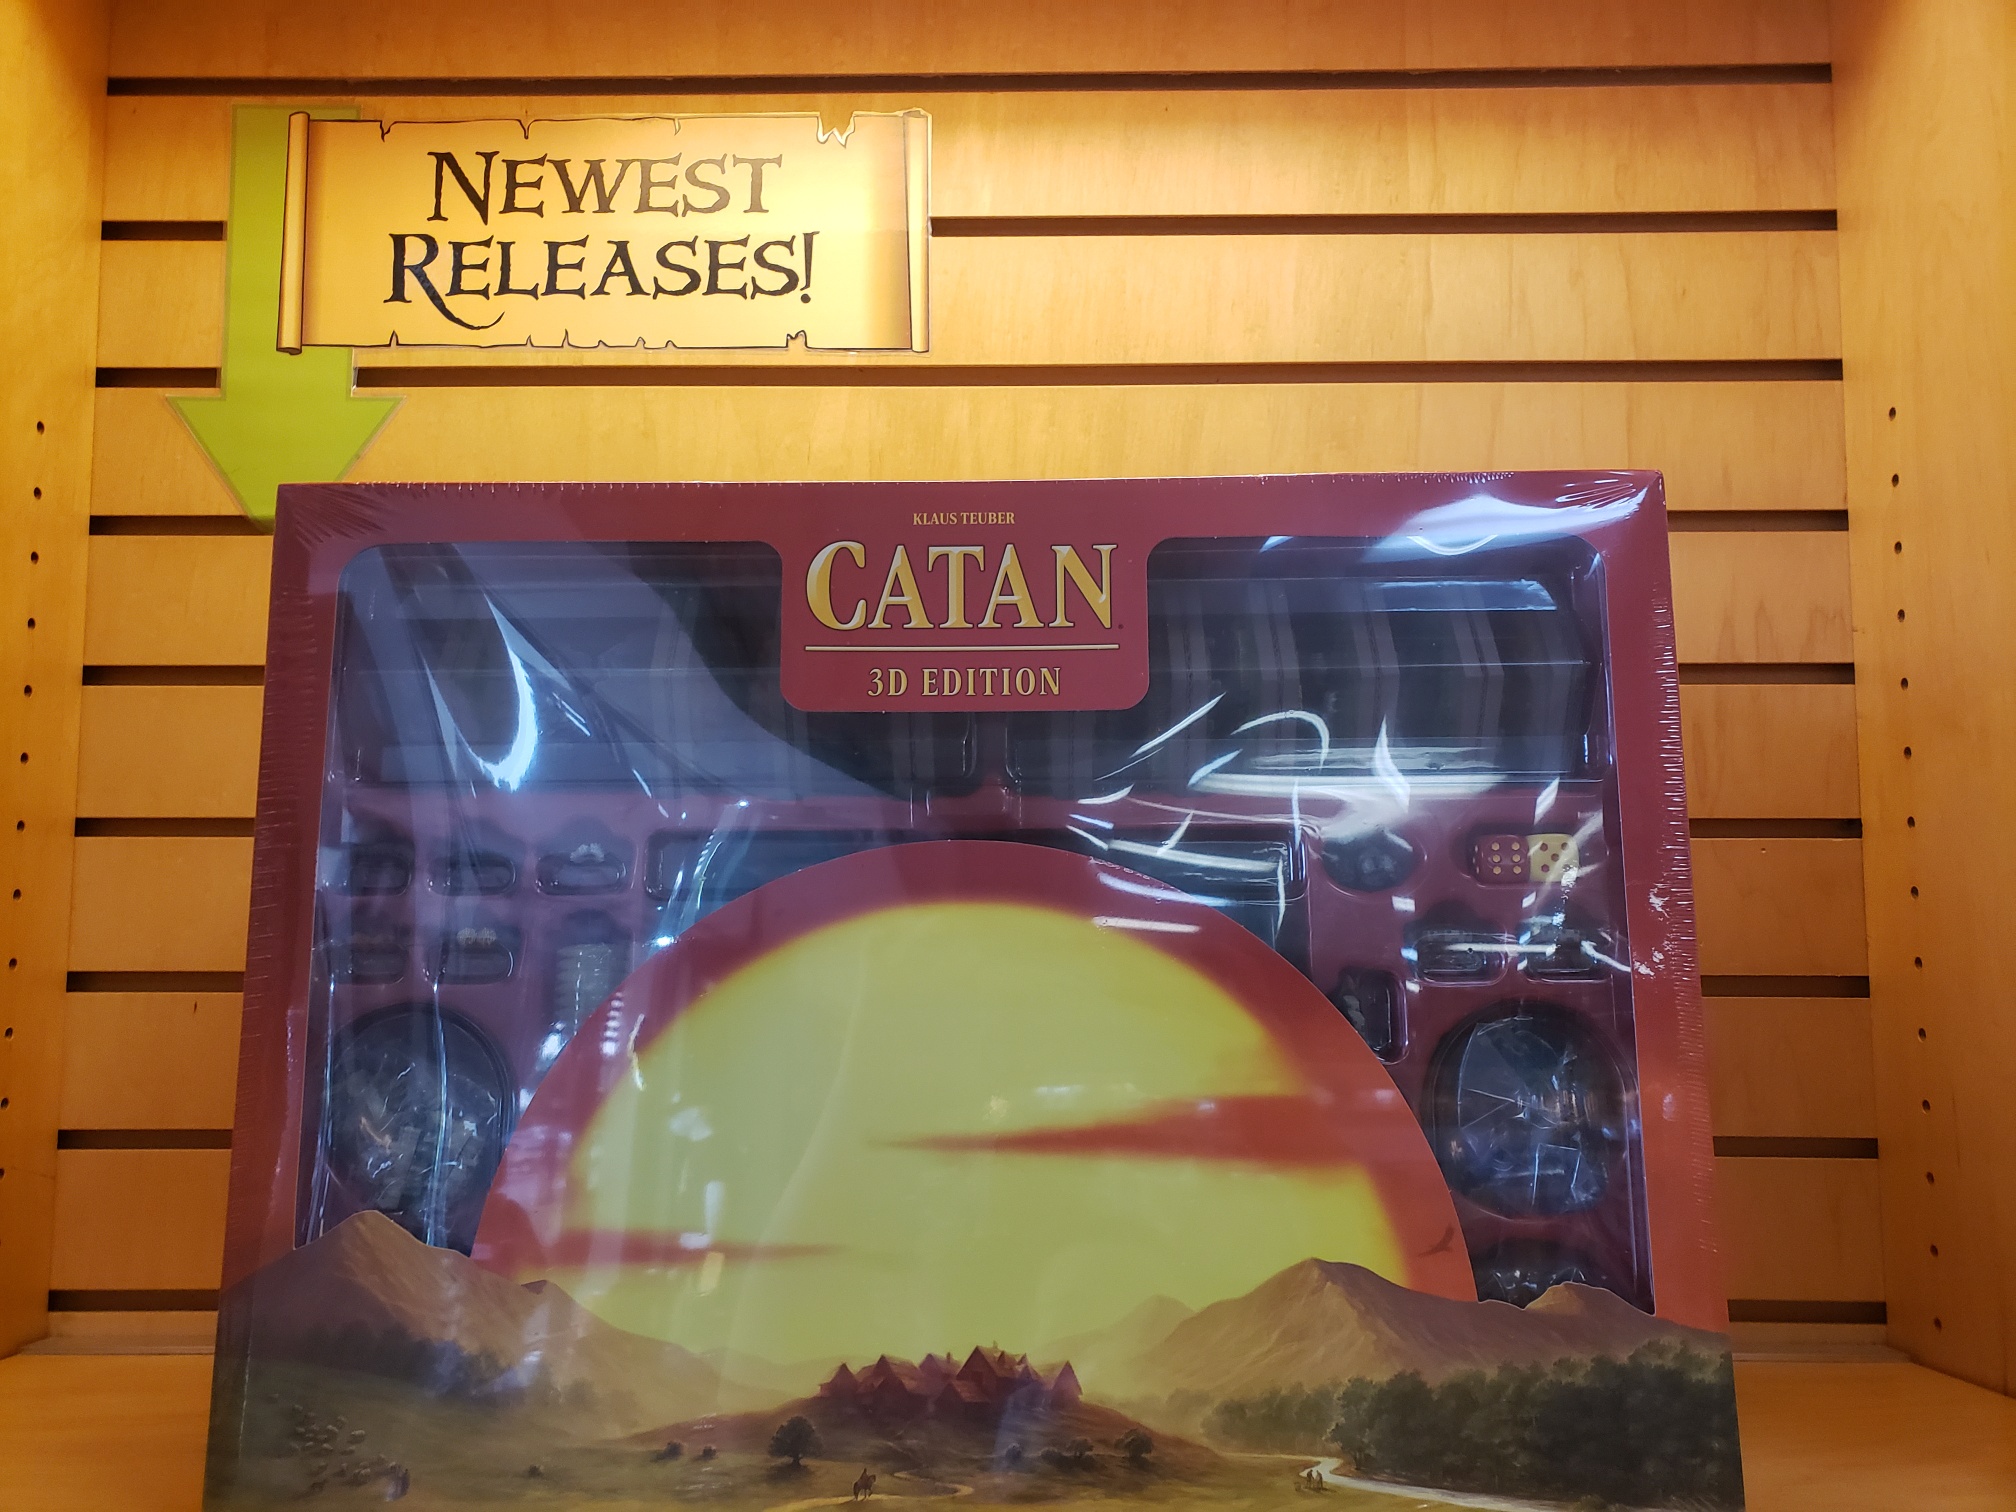 NEWEST
RELEASES!
KLAUS TEUBER
CATAN
3D EDITION